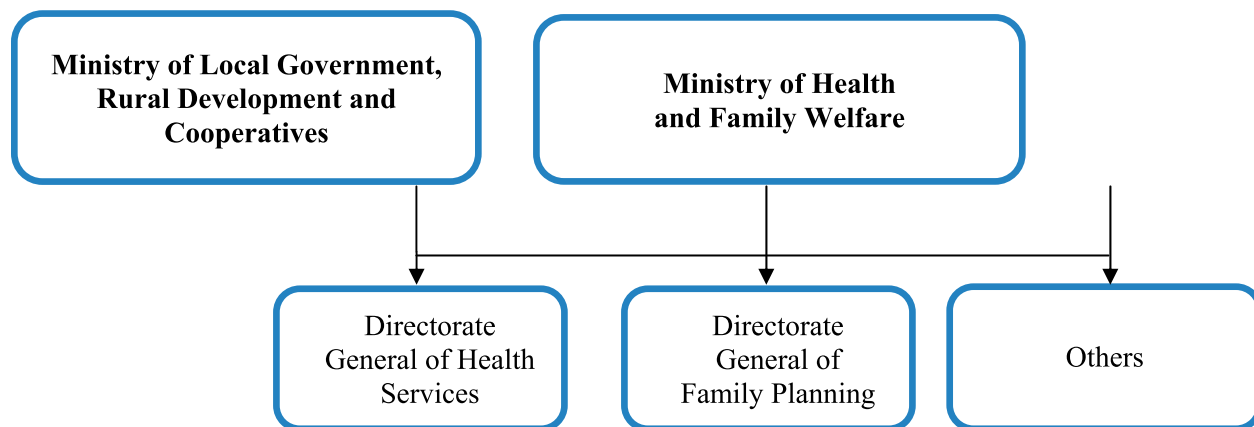 Ministry of Local Government,
Rural Development and
Cooperatives
Ministry of Health
and Family Welfare
Directorate
General of Health
Services
Directorate
General of
Family Planning
Others